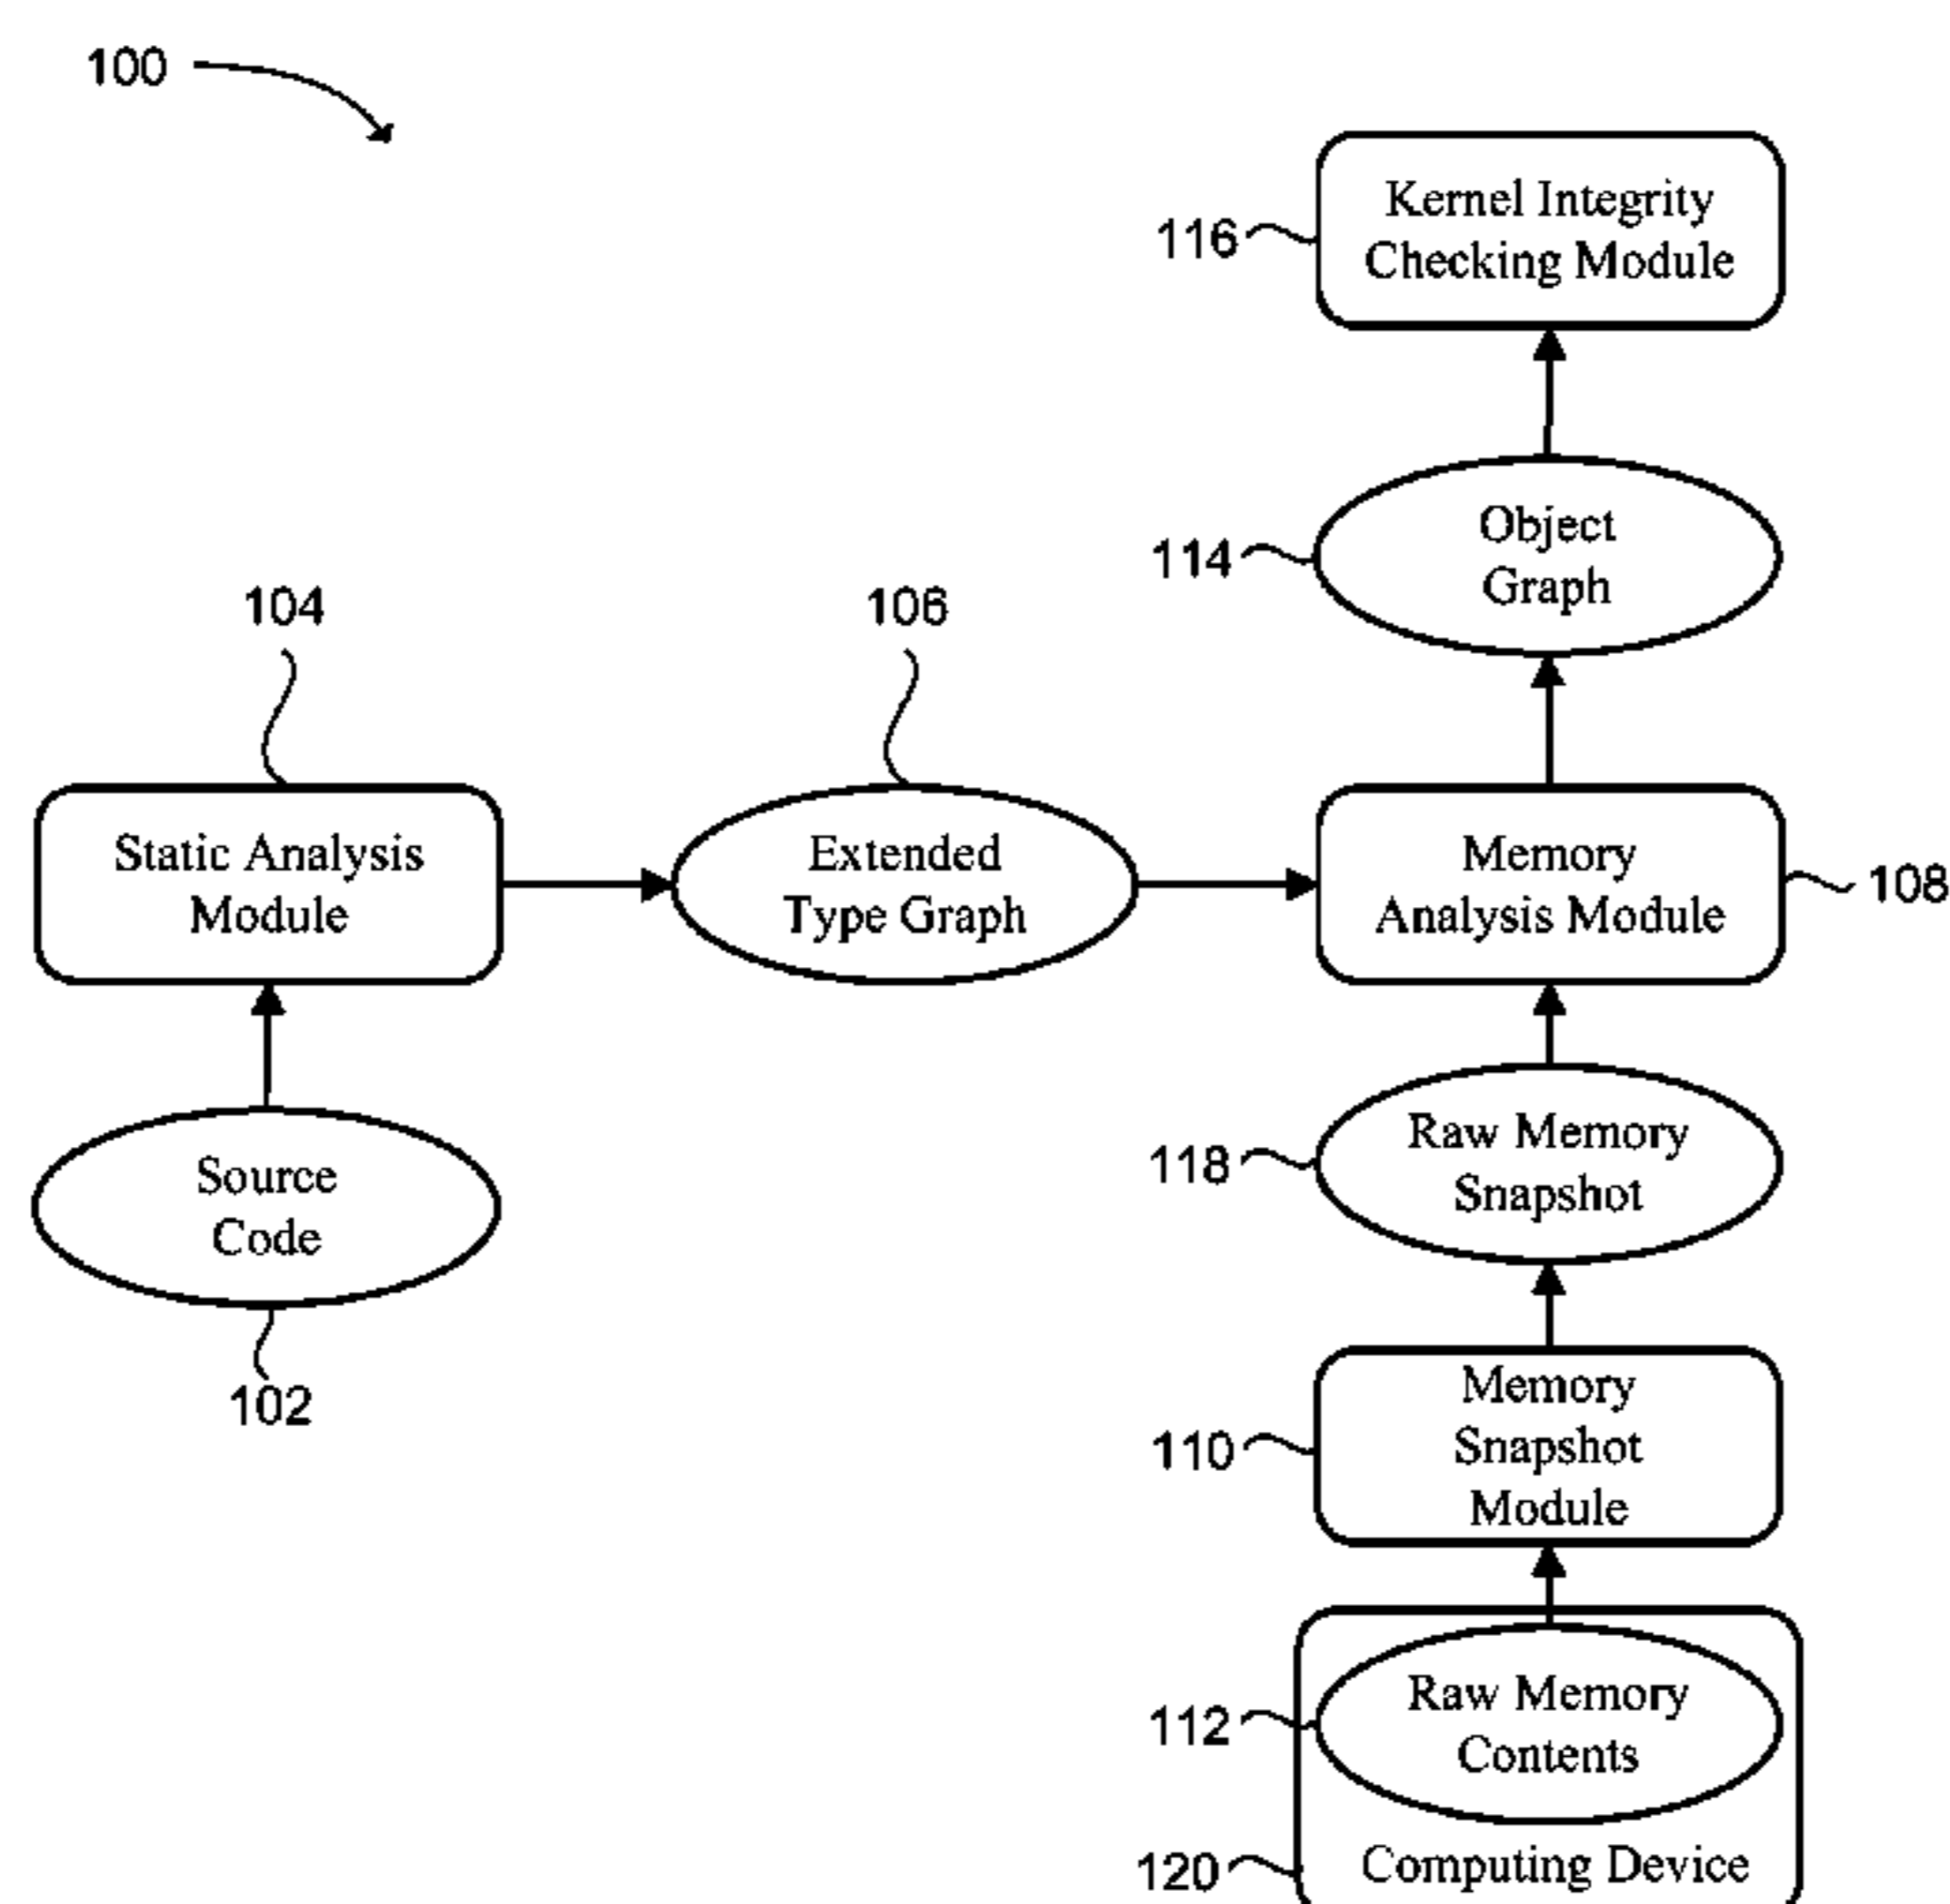 100
Kernel Integrity
Checking Module
116
Object
Graph
114
104
106
Static Analysis
Module
Extended
Type Graph
Memory
Analysis Module
108
Raw Memory
Snapshot
118
Source
Code
102
Memory
Snapshot
Module
110
Raw Memory
Contents
112
Computing Device
120